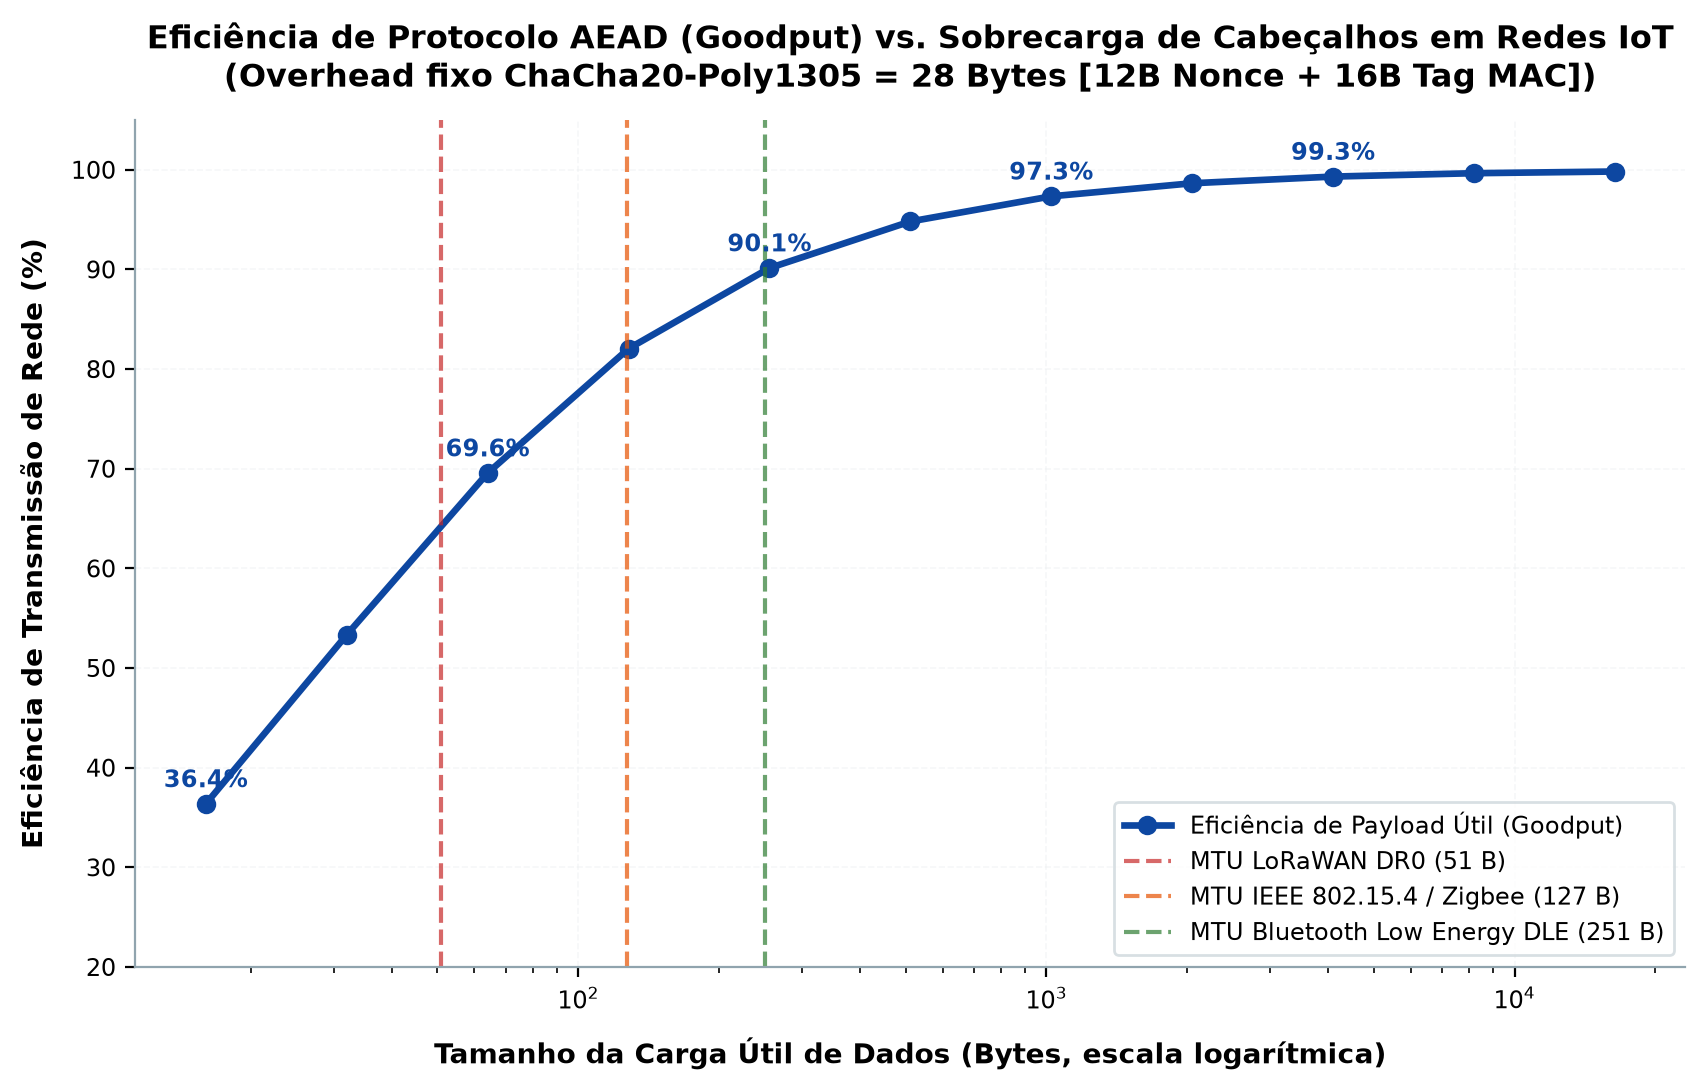 Eficiência de Protocolo AEAD (Goodput) vs. Sobrecarga de Cabeçalhos em Redes IoT
(Overhead fixo ChaCha20-Poly1305 = 28 Bytes [12B Nonce + 16B Tag MAC])
Eficiência de Transmissão de Rede (%)
100
90
80
70
60
50
40
30
20
36.4%
69.6%
90.1%
97.3%
99.3%
Eficiência de Payload Útil (Goodput)
MTU LoRaWAN DR0 (51 B)
MTU IEEE 802.15.4 / Zigbee (127 B)
MTU Bluetooth Low Energy DLE (251 B)
10² 10³ 10⁴
Tamanho da Carga Útil de Dados (Bytes, escala logarítmica)